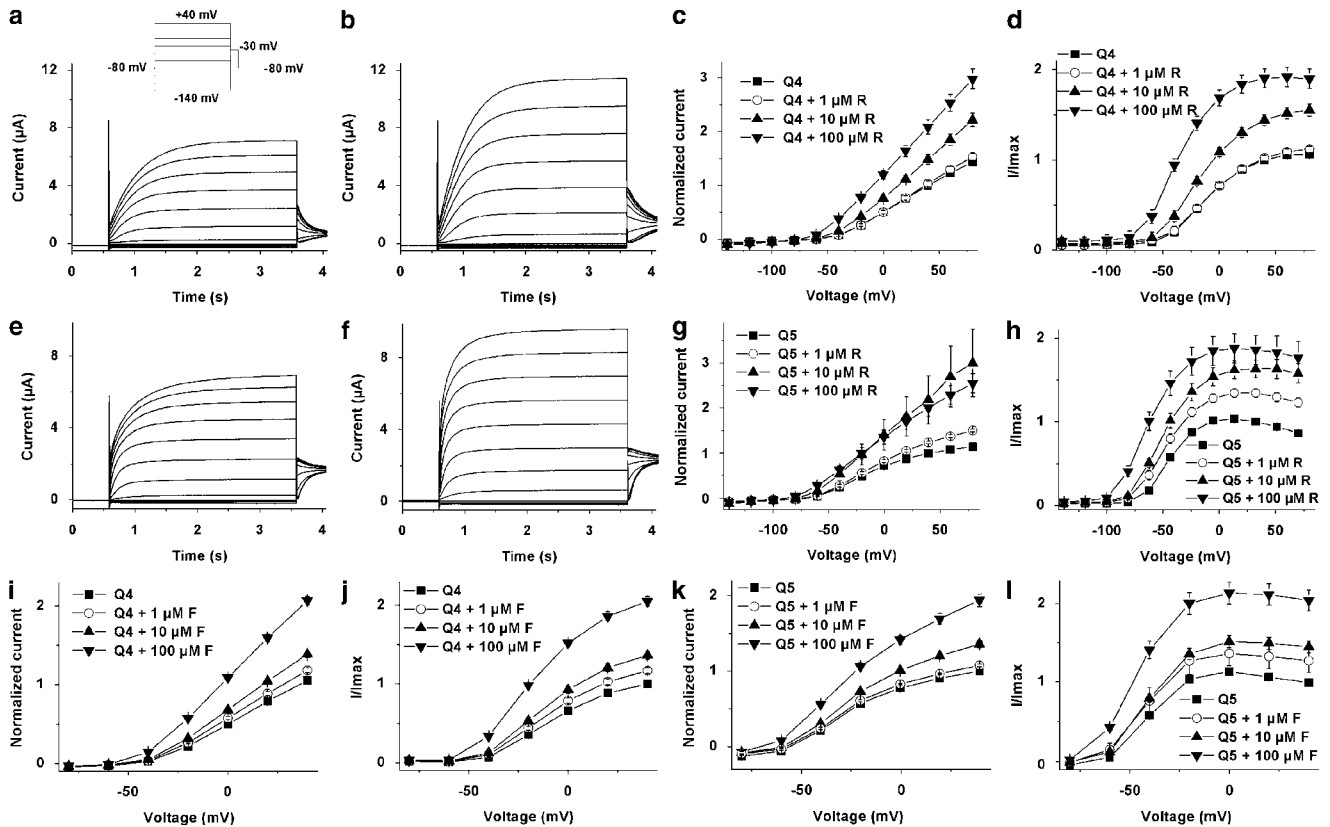 a
+40 mV
-30 mV
-80 mV
-80 mV
-140 mV
12
8
4
0
Current (µA)
0 1 2 3 4
Time (s)
b
12
8
4
0
Current (µA)
0 1 2 3 4
Time (s)
c
Q4
Q4 + 1 µM R
Q4 + 10 µM R
Q4 + 100 µM R
3
2
1
0
Normalized current
-100 -50 0 50
Voltage (mV)
d
Q4
Q4 + 1 µM R
Q4 + 10 µM R
Q4 + 100 µM R
2
1
0
I/Imax
-100 -50 0 50
Voltage (mV)
e
8
4
0
Current (µA)
0 1 2 3 4
Time (s)
f
8
4
0
Current (µA)
0 1 2 3 4
Time (s)
g
Q5
Q5 + 1 µM R
Q5 + 10 µM R
Q5 + 100 µM R
3
2
1
0
Normalized current
-100 -50 0 50
Voltage (mV)
h
2
1
0
I/Imax
Q5
Q5 + 1 µM R
Q5 + 10 µM R
Q5 + 100 µM R
-100 -50 0 50
Voltage (mV)
i
Q4
Q4 + 1 µM F
Q4 + 10 µM F
Q4 + 100 µM F
2
1
0
Normalized current
-50 0
Voltage (mV)
j
Q4
Q4 + 1 µM F
Q4 + 10 µM F
Q4 + 100 µM F
2
1
0
I/Imax
-50 0
Voltage (mV)
k
Q5
Q5 + 1 µM F
Q5 + 10 µM F
Q5 + 100 µM F
2
1
0
Normalized current
-50 0
Voltage (mV)
l
2
1
0
I/Imax
Q5
Q5 + 1 µM F
Q5 + 10 µM F
Q5 + 100 µM F
-50 0
Voltage (mV)